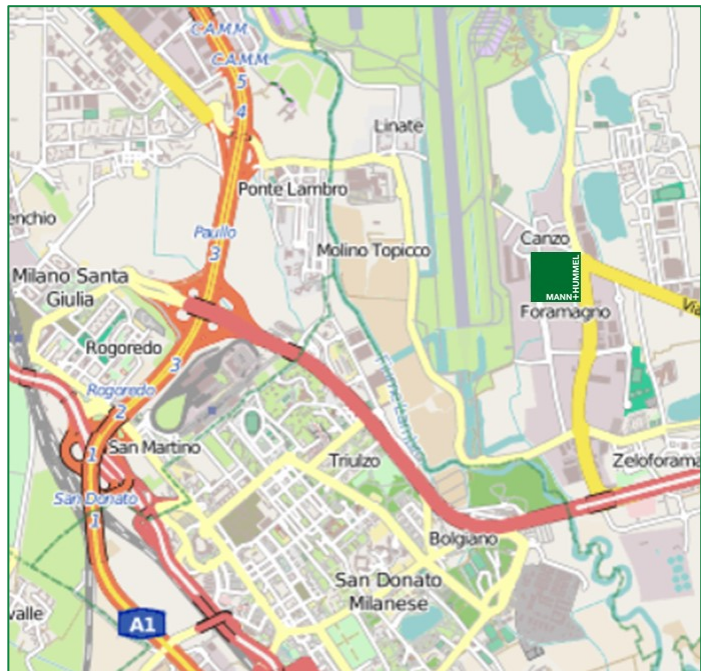 C.A.M.M.
C.A.M.M.
5
4
Linate
Ponte Lambro
enchio
Paullo
3
Molino Topicco
Canzo
Milano Santa
Giulia
MANN+HUMMEL
Foramagno
Via
Rogoredo
3
Rogoredo
2
1
San Martino
Triulzo
Zeloforama
San Donato
1
Bolgiano
San Donato
Milanese
valle
A1